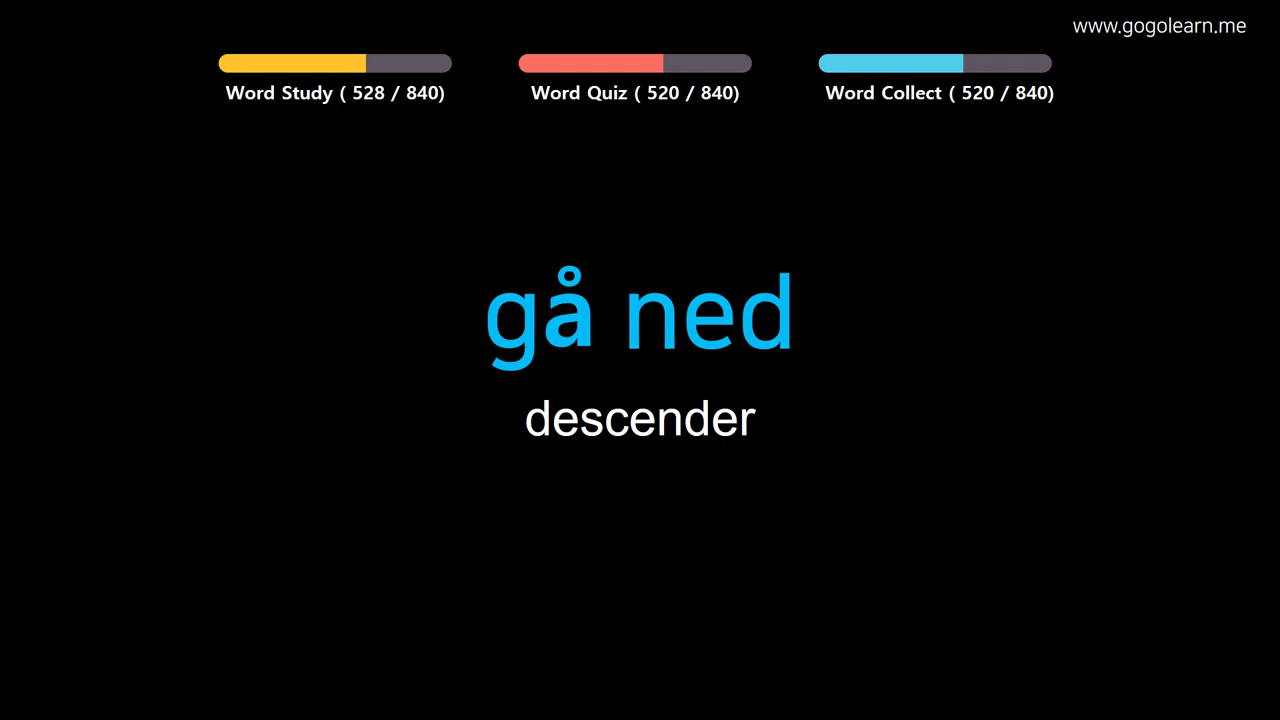 www.gogolearn.me
Word Study ( 528 / 840)
Word Quiz ( 520 / 840)
Word Collect ( 520 / 840)
gå ned
descender